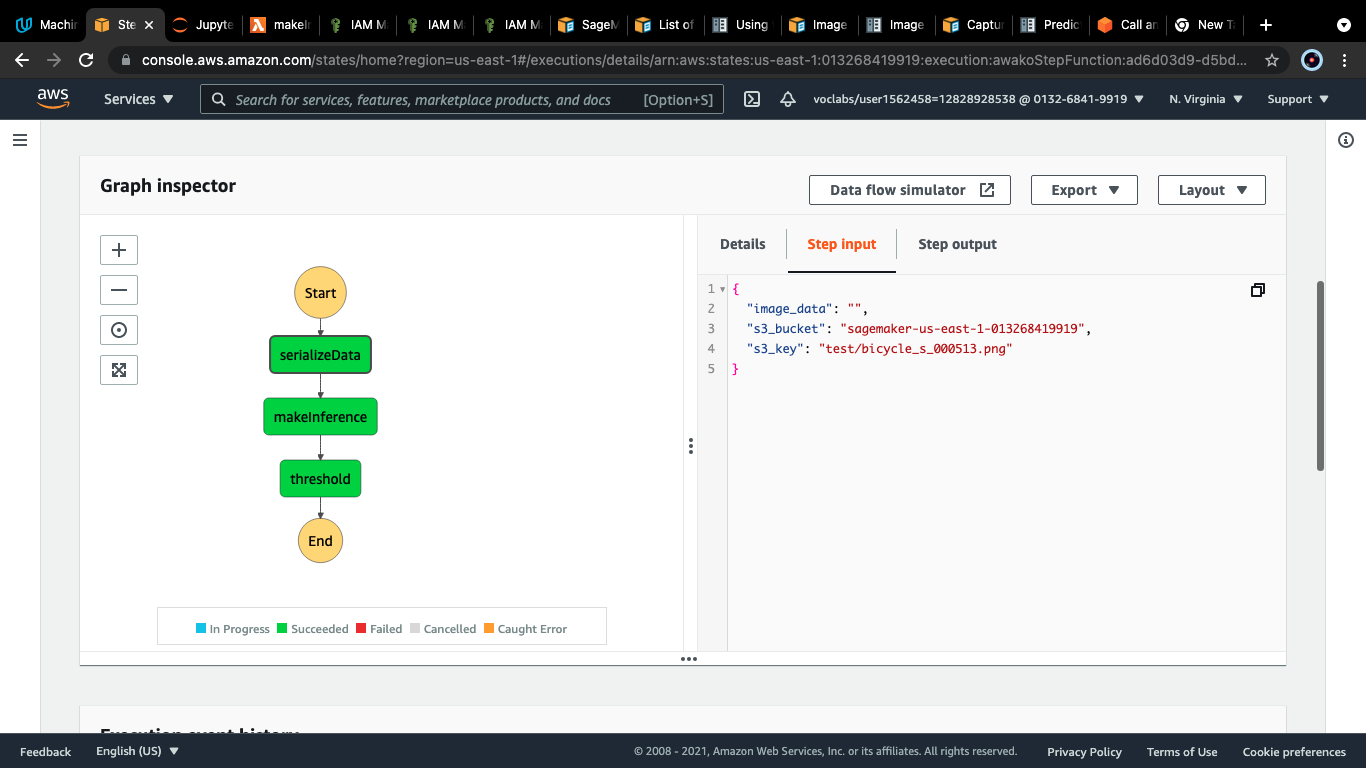 Machin
Ste
Jupyte
makeIn
IAM M
IAM M
IAM M
SageM
List of
Using
Image
Image
Captur
Predic
Call an
New Ta
console.aws.amazon.com/states/home?region=us-east-1#/executions/details/arn:aws:states:us-east-1:013268419919:execution:awakoStepFunction:ad6d03d9-d5bd...
aws Services Search for services, features, marketplace products, and docs [Option+S] voclabs/user1562458=12828928538 @ 0132-6841-9919 N. Virginia Support
Graph inspector
Data flow simulator Export Layout
Details Step input Step output
Start
serializeData
makeInference
threshold
End
In Progress Succeeded Failed Cancelled Caught Error
1 {
2 "image_data": "",
3 "s3_bucket": "sagemaker-us-east-1-013268419919",
4 "s3_key": "test/bicycle_s_000513.png"
5 }
Execution event history
Feedback English (US) © 2008 - 2021, Amazon Web Services, Inc. or its affiliates. All rights reserved. Privacy Policy Terms of Use Cookie preferences